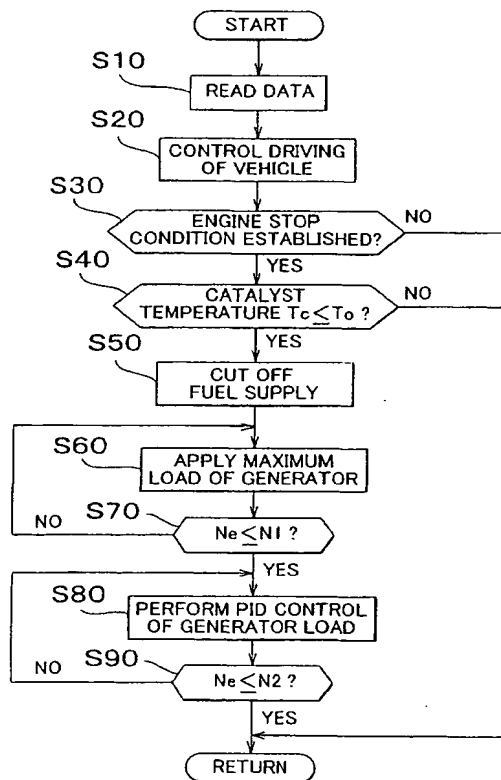 START
S10
READ DATA
S20
CONTROL DRIVING
OF VEHICLE
S30
ENGINE STOP
CONDITION ESTABLISHED?
NO
YES
S40
CATALYST
TEMPERATURE Tc≦To ?
NO
YES
S50
CUT OFF
FUEL SUPPLY
S60
APPLY MAXIMUM
LOAD OF GENERATOR
S70
NO
Ne≦N1 ?
YES
S80
PERFORM PID CONTROL
OF GENERATOR LOAD
S90
NO
Ne≦N2 ?
YES
RETURN